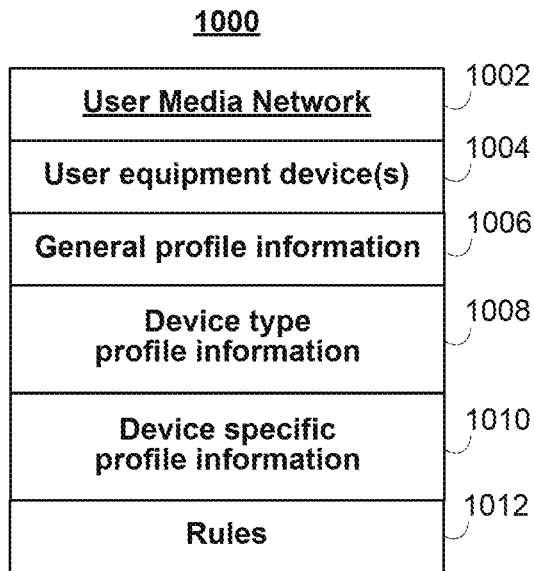 1000
User Media Network
1002
User equipment device(s)
1004
General profile information
1006
Device type
profile information
1008
Device specific
profile information
1010
Rules
1012